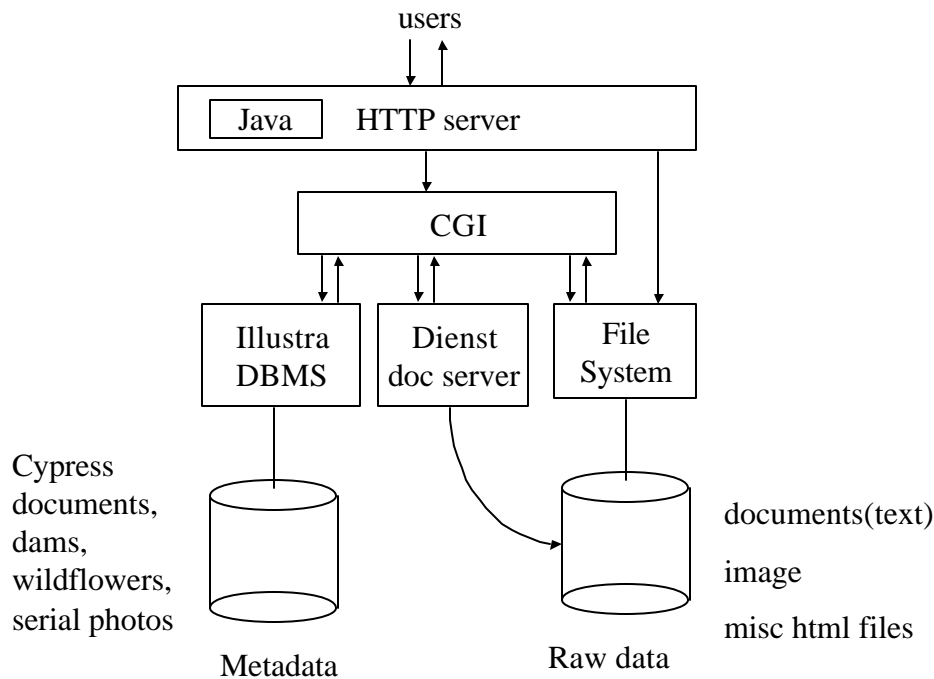 users
Java
HTTP server
CGI
Illustra
DBMS
Dienst
doc server
File
System
Cypress
documents,
dams,
wildflowers,
serial photos
documents(text)
image
misc html files
Metadata
Raw data